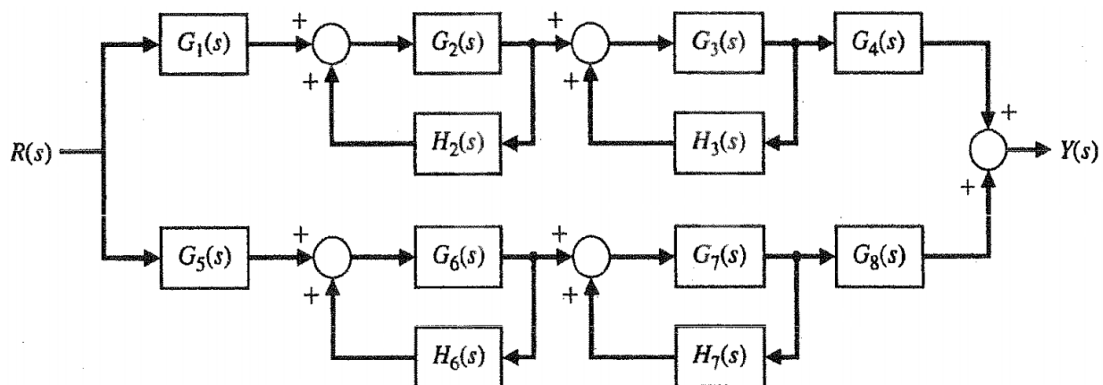 G₁(s) + G₂(s) + G₃(s) G₄(s)
+ + +
H₂(s) H₃(s)
R(s) Y(s)
+
G₅(s) + G₆(s) + G₇(s) G₈(s)
+ +
H₆(s) H₇(s)